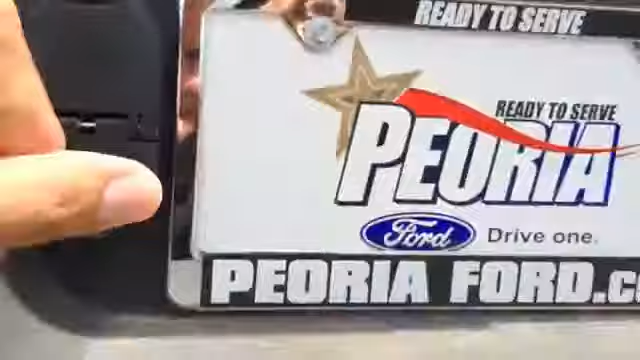 READY TO SERVE
READY TO SERVE
PEORIA
Ford Drive one.
PEORIA FORD.C